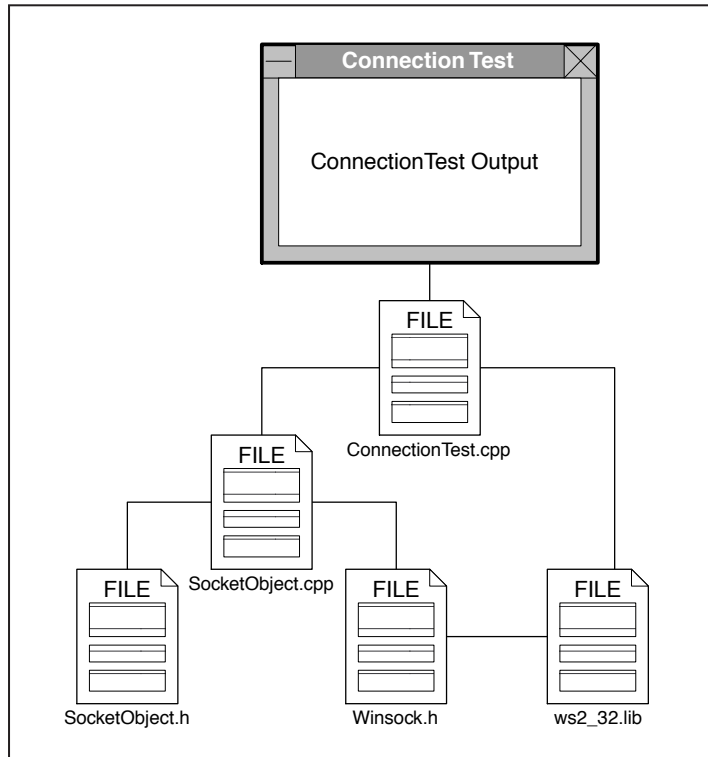 Connection Test
ConnectionTest Output
FILE
ConnectionTest.cpp
FILE
SocketObject.cpp
FILE
SocketObject.h
FILE
Winsock.h
FILE
ws2_32.lib